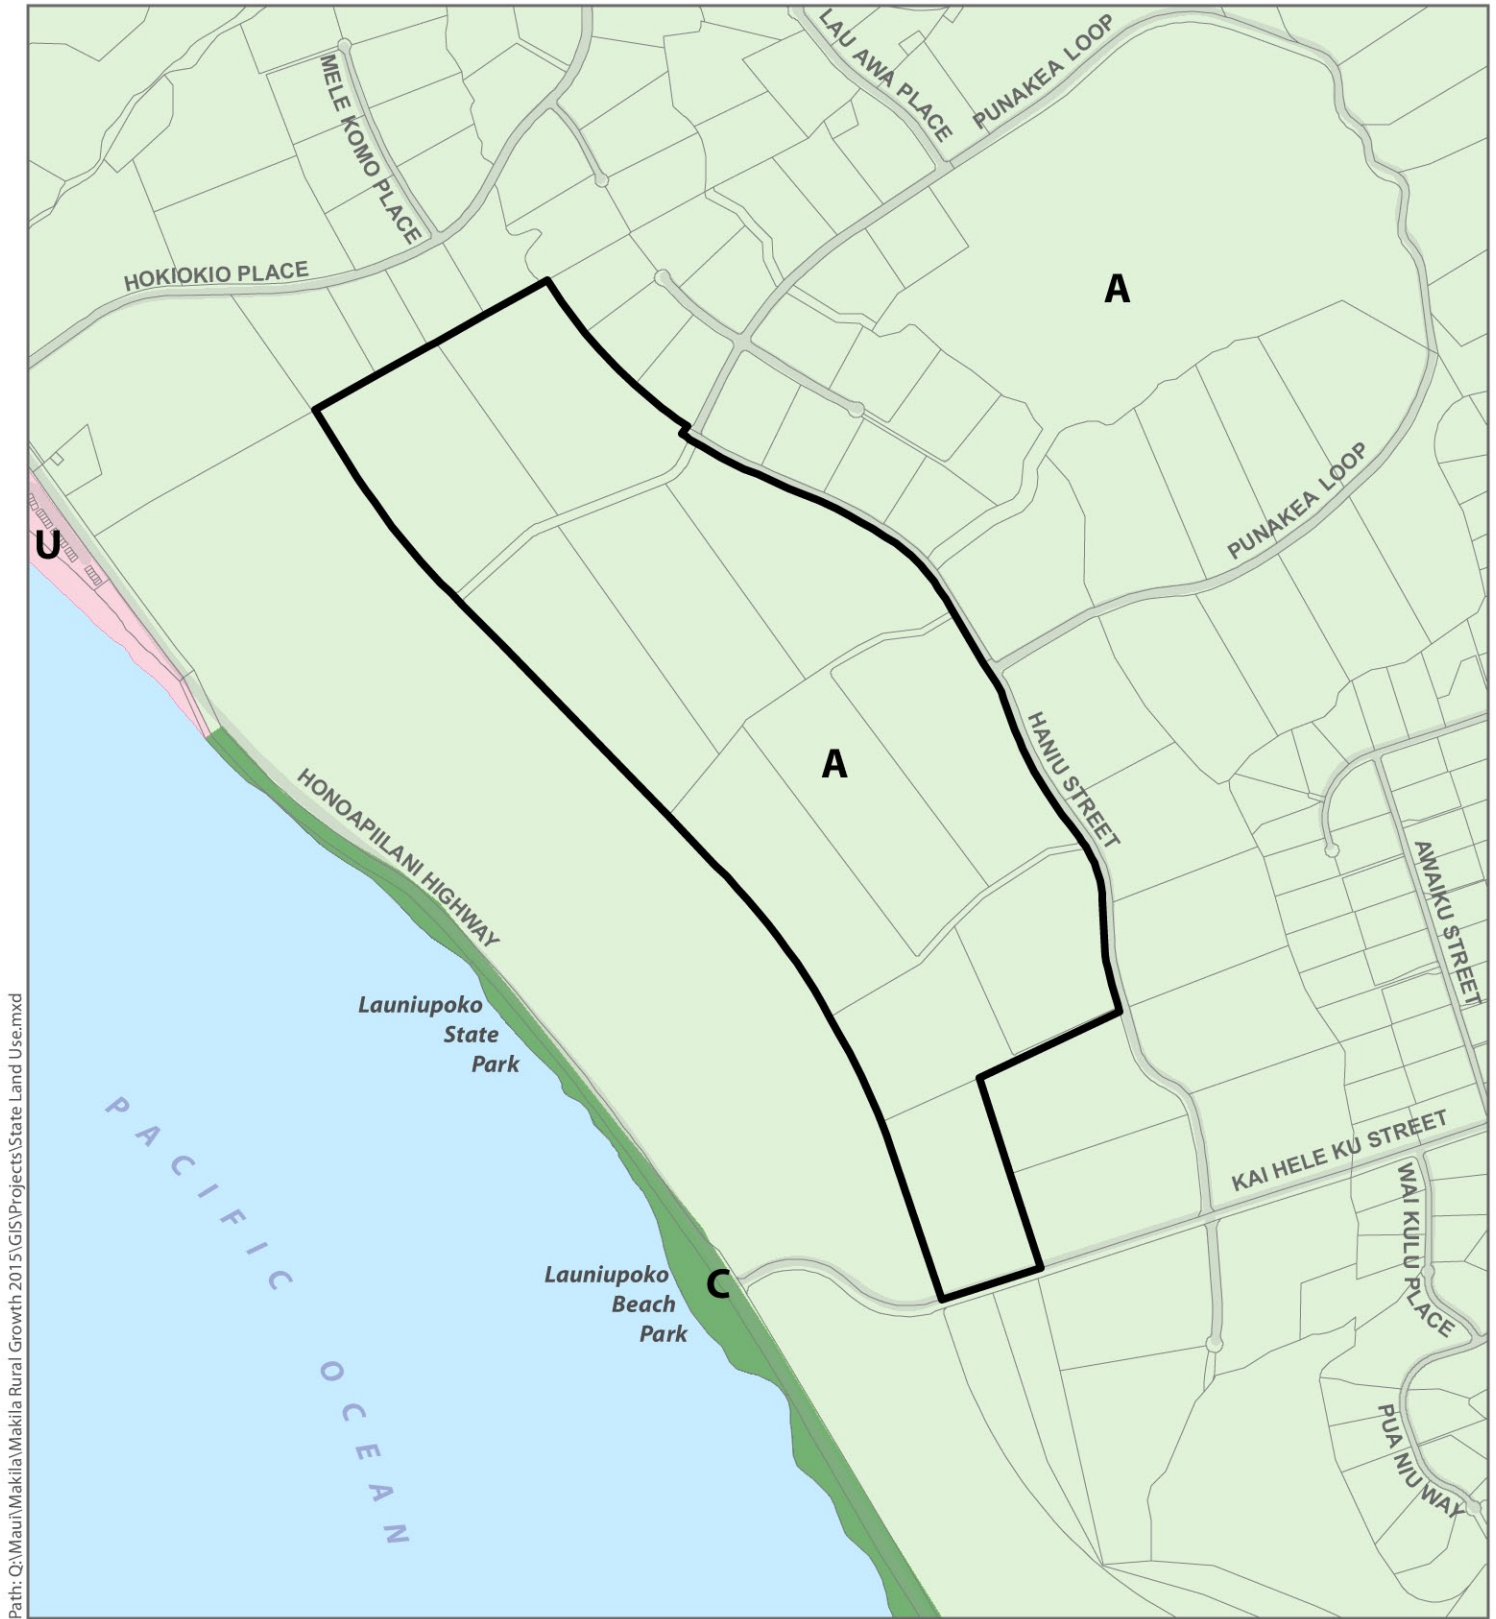 LAU AWA PLACE
PUNAKEA LOOP
MELE KOMO PLACE
HOKIOKIO PLACE
A
U
PUNAKEA LOOP
A
HANIU STREET
HONOAPIILANI HIGHWAY
AWAIKU STREET
Launiupoko
State
Park
PACIFIC OCEAN
KAI HELE KU STREET
WAI KULU PLACE
Launiupoko
Beach
Park
C
PUA NIU WAY
Path: Q:\Maui\Makila\Makila Rural Growth 2015\GIS\Projects\State Land Use.mxd